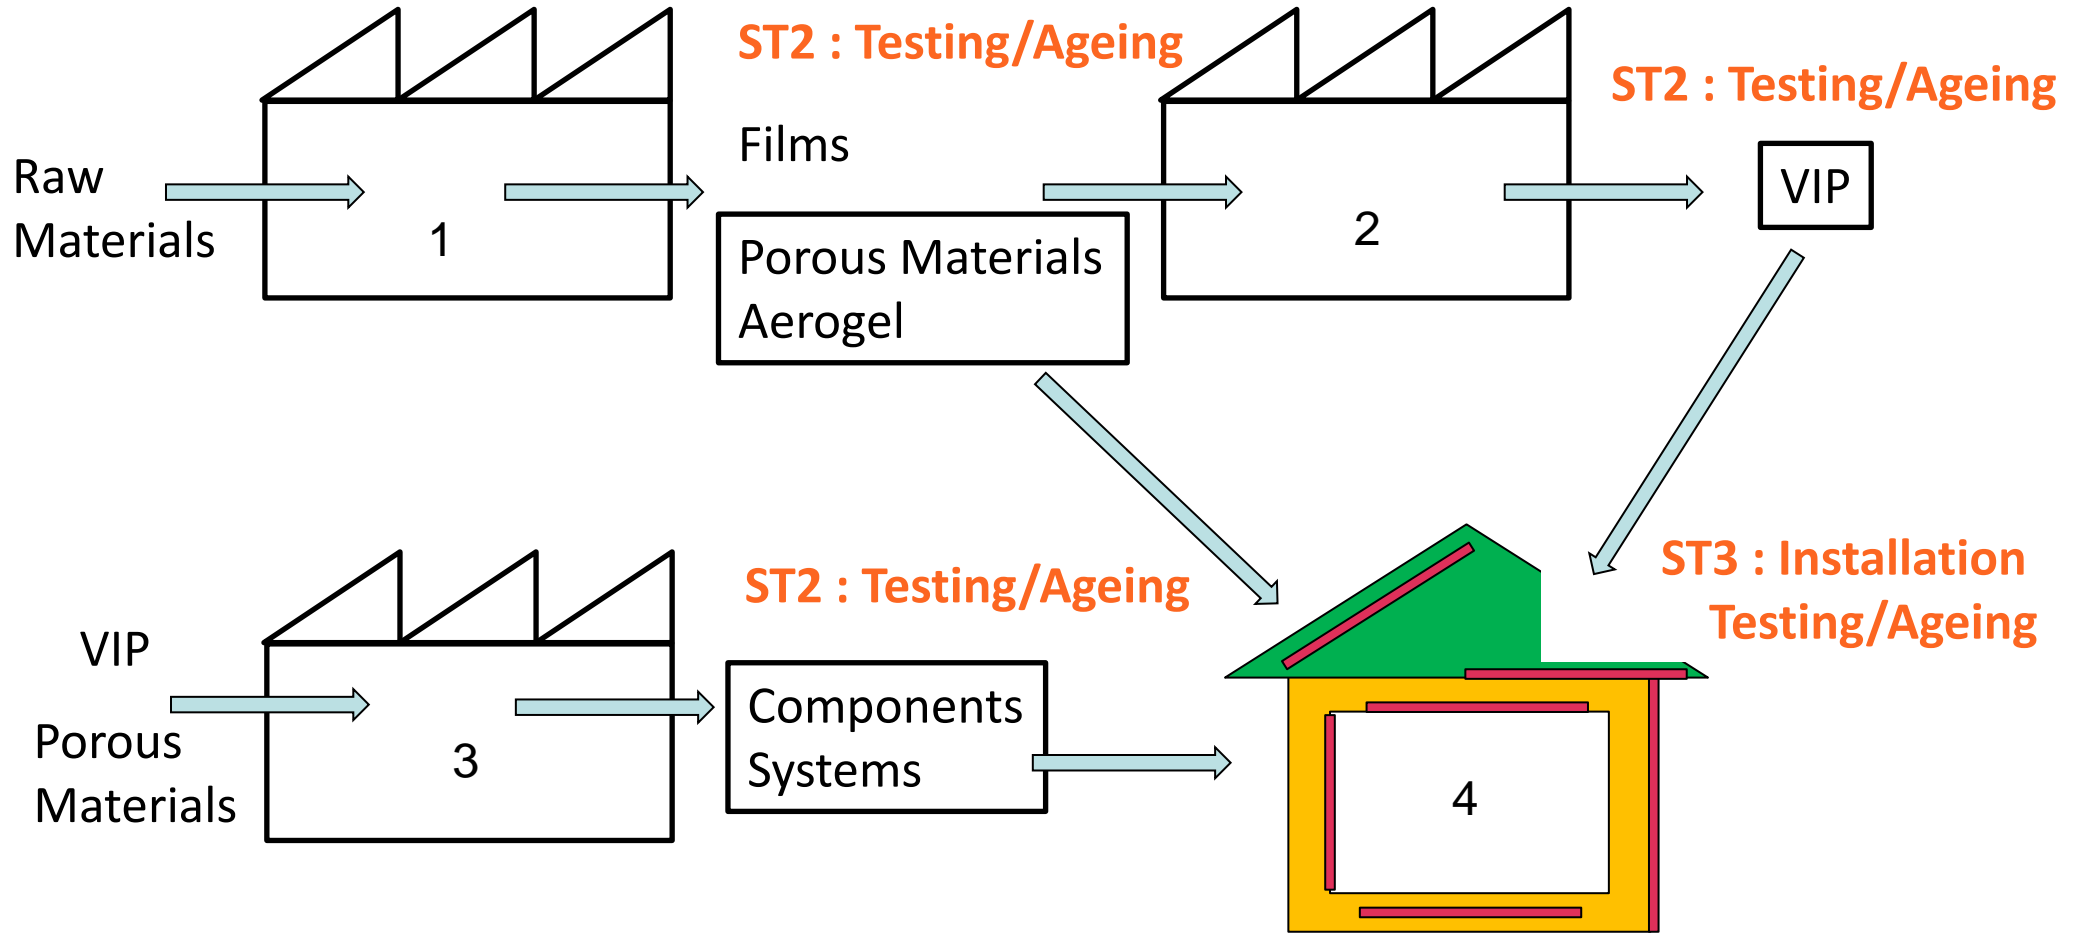 ST2 : Testing/Ageing
ST2 : Testing/Ageing
Films
Raw
Materials
VIP
1
2
Porous Materials
Aerogel
ST2 : Testing/Ageing
ST3 : Installation
Testing/Ageing
VIP
Porous
Materials
3
Components
Systems
4